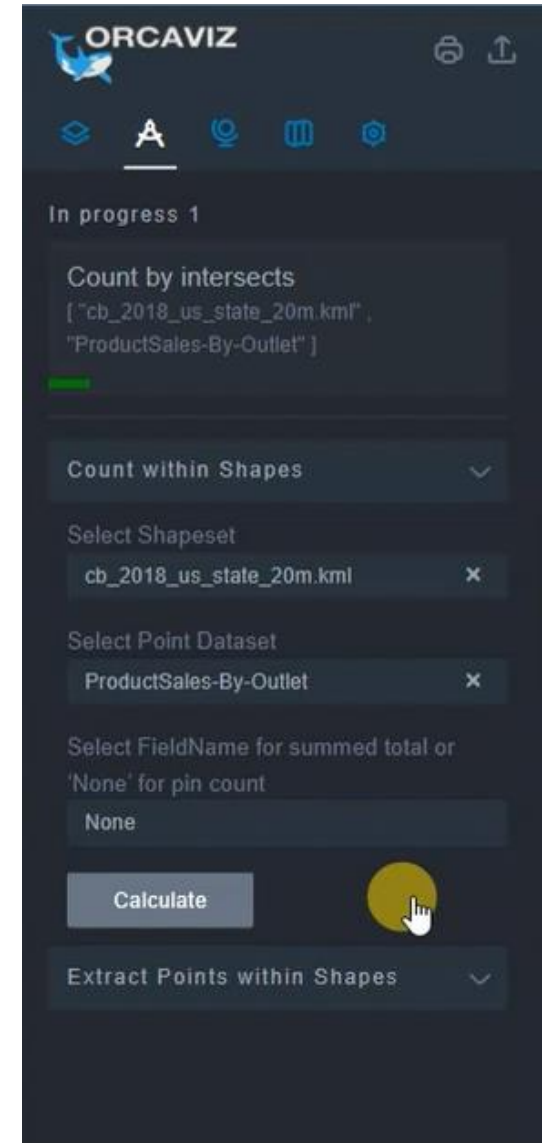 ORCAVIZ
In progress 1
Count by intersects
[ "cb_2018_us_state_20m.kml" ,
"ProductSales-By-Outlet" ]
Count within Shapes
Select Shapeset
cb_2018_us_state_20m.kml
Select Point Dataset
ProductSales-By-Outlet
Select FieldName for summed total or
'None' for pin count
None
Calculate
Extract Points within Shapes